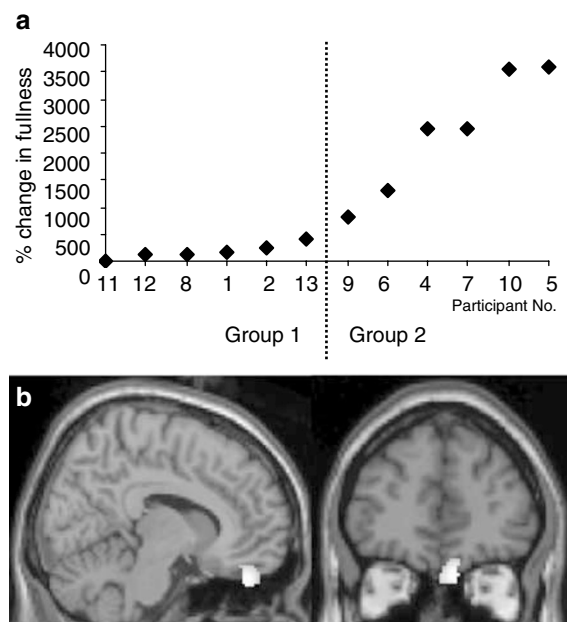 a
% change in fullness
4000
3500
3000
2500
2000
1500
1000
500
0
11 12 8 1 2 13 9 6 4 7 10 5
Participant No.
Group 1 Group 2
b